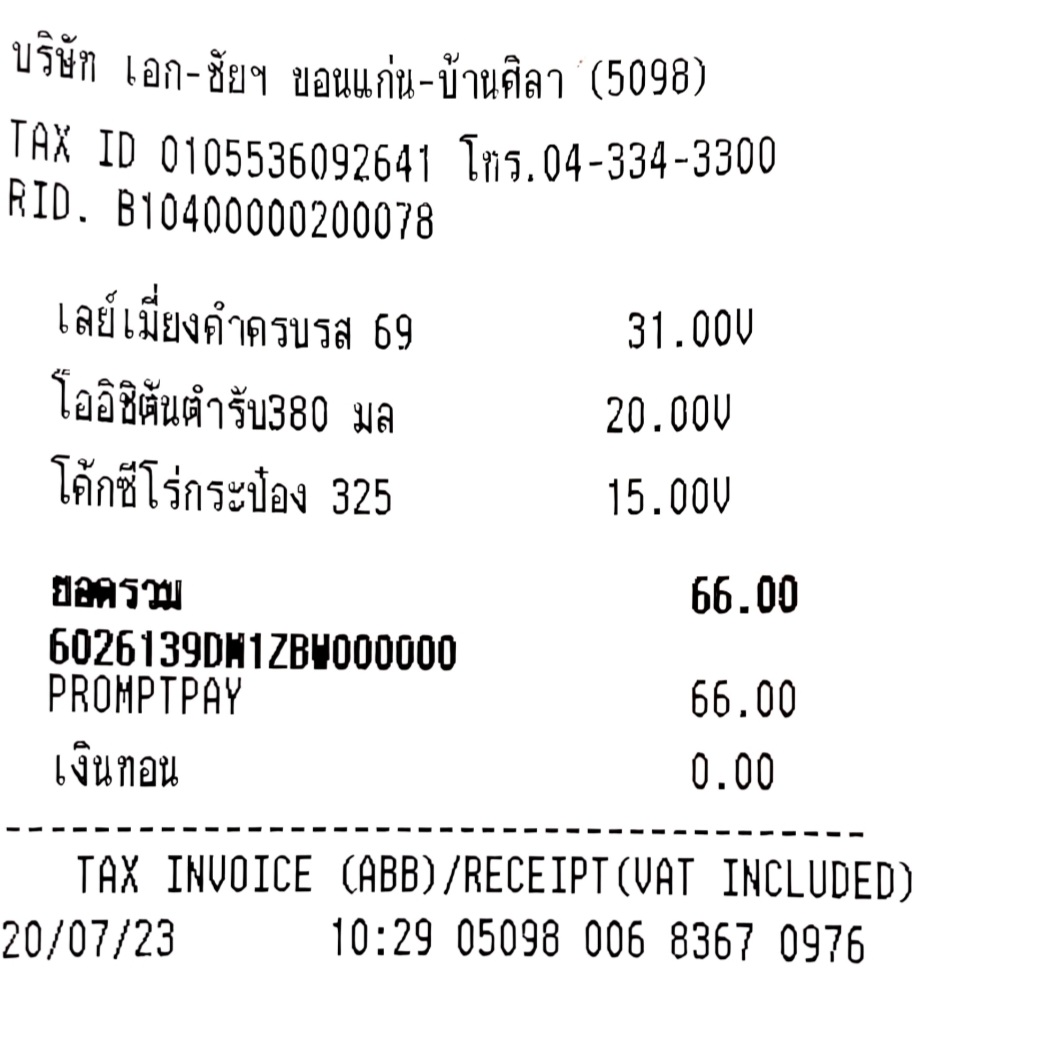 บริษัท เอก-ชัยฯ ขอนแก่น-บ้านศิลา (5098)
TAX ID 0105536092641 โทร.04-334-3300
RID. B10400000200078
เลย์เมี่ยงคำครบรส 69 31.00V
โออิชิต้นตำรับ380 มล 20.00V
โค้กซีโร่กระป๋อง 325 15.00V
ยอดรวม 66.00
6026139DM1ZBW000000
PROMPTPAY 66.00
เงินทอน 0.00
----------------------------------------
TAX INVOICE (ABB)/RECEIPT(VAT INCLUDED)
20/07/23 10:29 05098 006 8367 0976